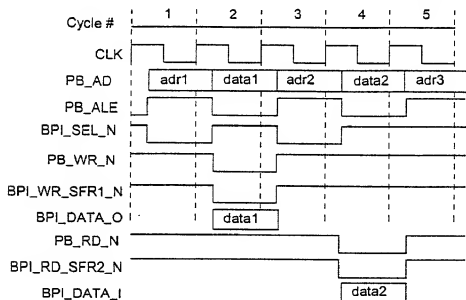 Cycle # 1 2 3 4 5
CLK
PB_AD adr1 data1 adr2 data2 adr3
PB_ALE
BPI_SEL_N
PB_WR_N
BPI_WR_SFR1_N
BPI_DATA_O data1
PB_RD_N
BPI_RD_SFR2_N
BPI_DATA_I data2